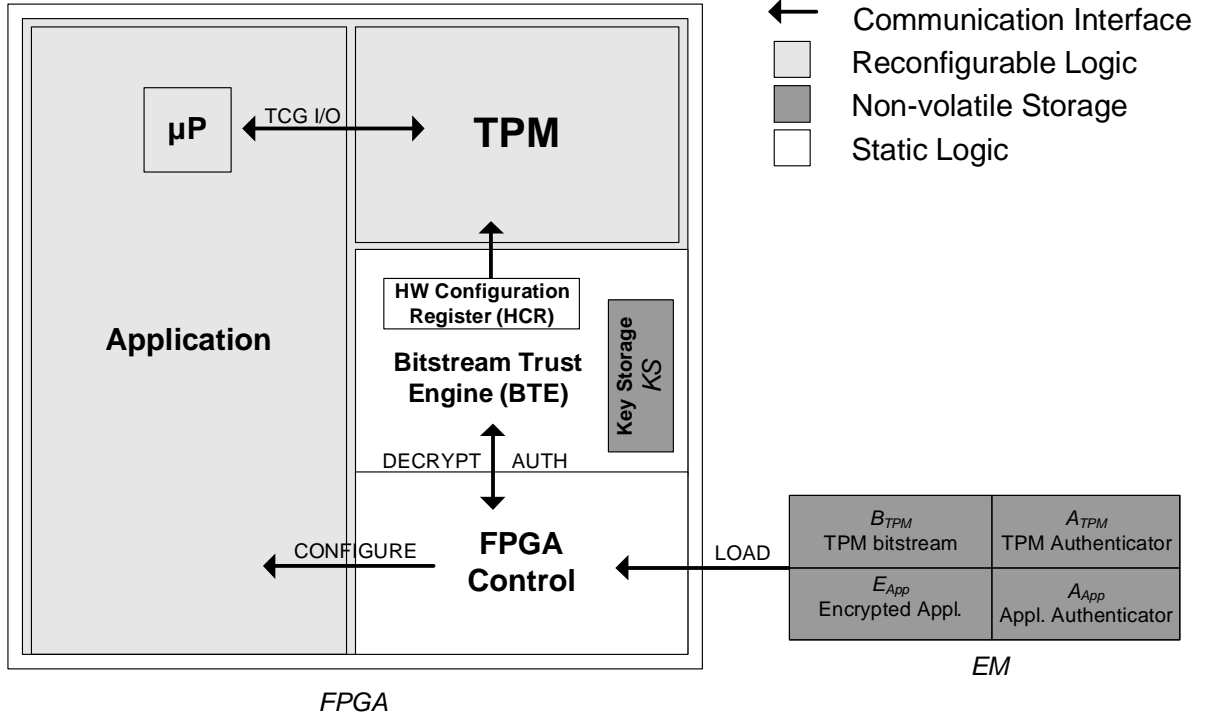 Communication Interface
Reconfigurable Logic
Non-volatile Storage
Static Logic
µP
TCG I/O
TPM
HW Configuration
Register (HCR)
Application
Bitstream Trust
Engine (BTE)
Key Storage
KS
DECRYPT
AUTH
CONFIGURE
FPGA
Control
LOAD
B_TPM
TPM bitstream
A_TPM
TPM Authenticator
E_App
Encrypted Appl.
A_App
Appl. Authenticator
EM
FPGA